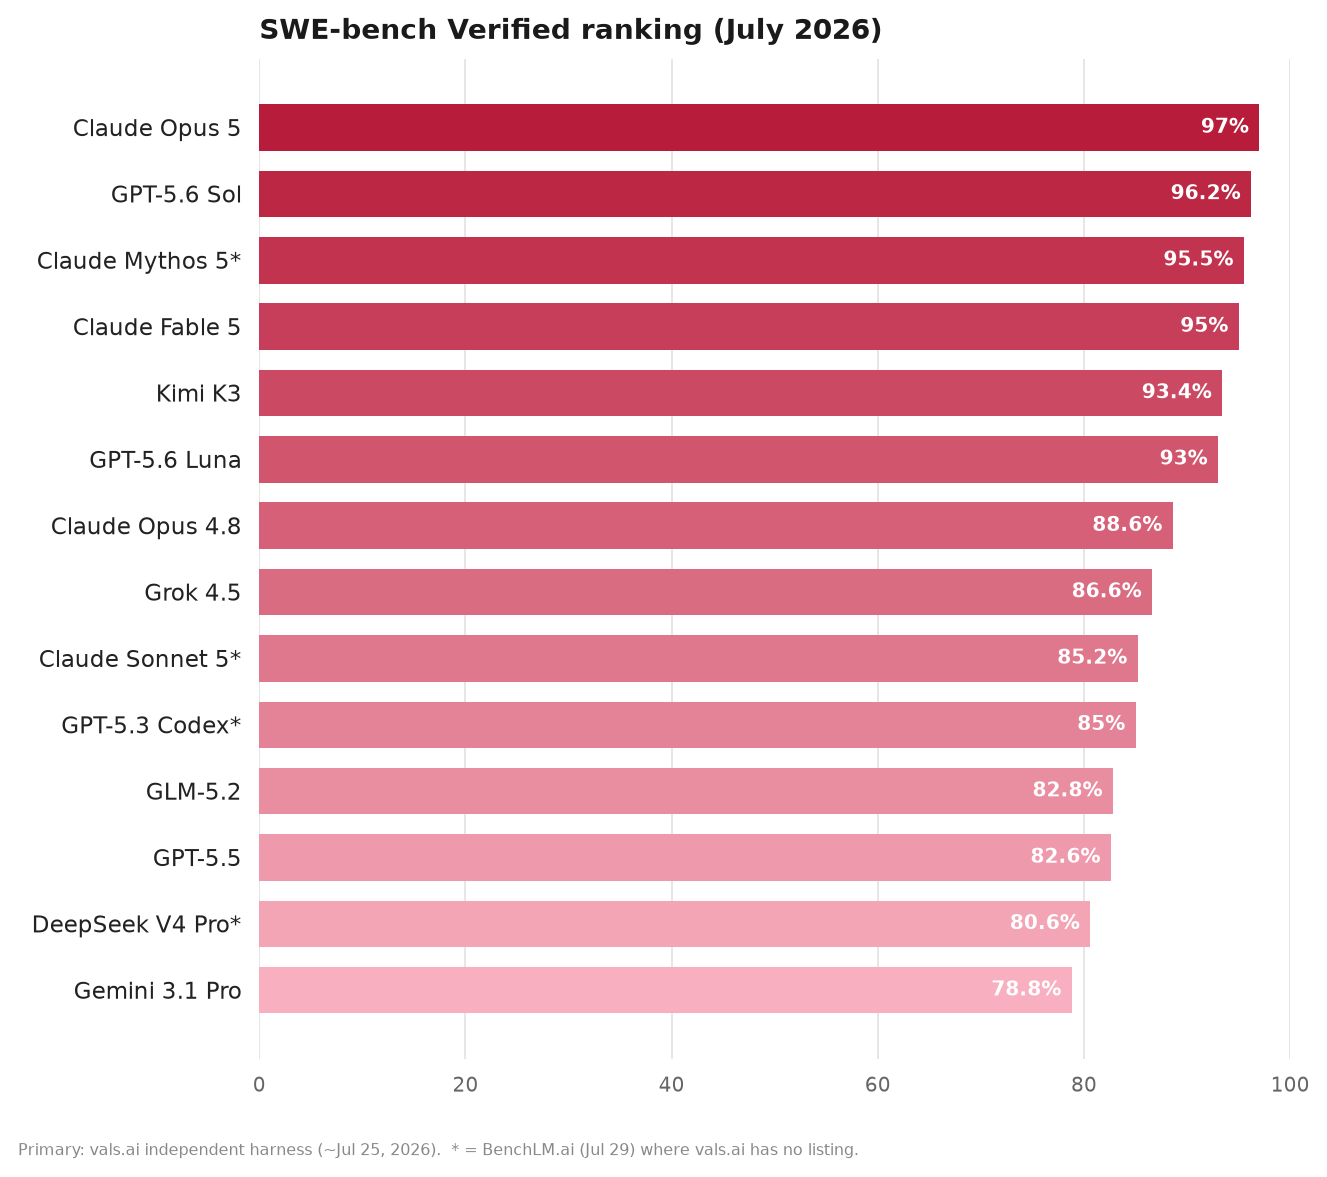 SWE-bench Verified ranking (July 2026)
Claude Opus 5 97%
GPT-5.6 Sol 96.2%
Claude Mythos 5* 95.5%
Claude Fable 5 95%
Kimi K3 93.4%
GPT-5.6 Luna 93%
Claude Opus 4.8 88.6%
Grok 4.5 86.6%
Claude Sonnet 5* 85.2%
GPT-5.3 Codex* 85%
GLM-5.2 82.8%
GPT-5.5 82.6%
DeepSeek V4 Pro* 80.6%
Gemini 3.1 Pro 78.8%
0 20 40 60 80 100
Primary: vals.ai independent harness (~Jul 25, 2026).  * = BenchLM.ai (Jul 29) where vals.ai has no listing.